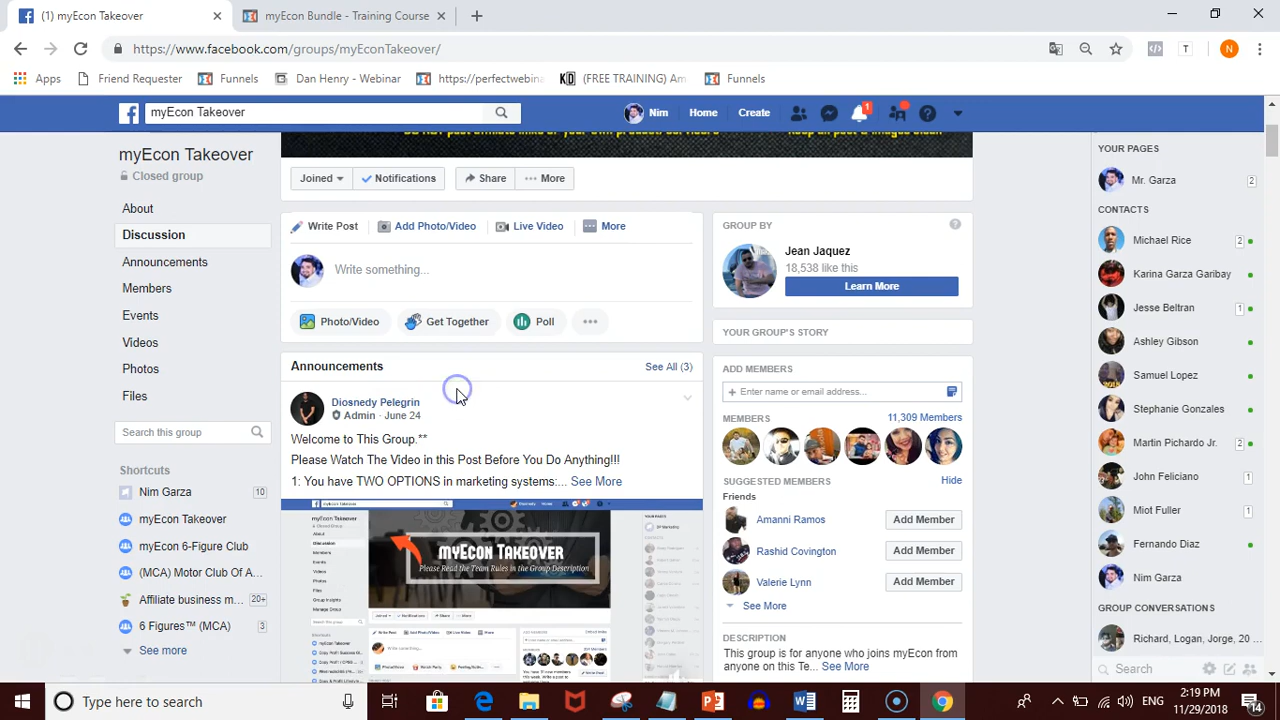 (1) myEcon Takeover
myEcon Bundle - Training Course
https://www.facebook.com/groups/myEconTakeover/
N
Apps
Friend Requester
Funnels
Dan Henry - Webinar
https://perfectwebina
KD (FREE TRAINING) Am
Funnels
myEcon Takeover
Nim
Home
Create
1
myEcon Takeover
Closed group
About
Discussion
Announcements
Members
Events
Videos
Photos
Files
Search this group
Shortcuts
Nim Garza 10
myEcon Takeover
myEcon 6-Figure Club
(MCA) Motor Club Of A...
Affiliate business m... 20+
6 Figures™ (MCA) 3
See more
Joined
Notifications
Share
More
Write Post
Add Photo/Video
Live Video
More
Write something...
Photo/Video
Get Together
Poll
Announcements
See All (3)
Diosnedy Pelegrin
Admin · June 24
Welcome to This Group.**
Please Watch The Video in this Post Before You Do Anything!!!
1: You have TWO OPTIONS in marketing systems:... See More
MYECON TAKEOVER
Please Read the Team Rules in the Group Description
GROUP BY
Jean Jaquez
18,538 like this
Learn More
YOUR GROUP'S STORY
ADD MEMBERS
Enter name or email address...
MEMBERS
11,309 Members
SUGGESTED MEMBERS
Hide
Friends
Amanni Ramos
Add Member
Rashid Covington
Add Member
Valerie Lynn
Add Member
See More
DESCRIPTION
This group is for anyone who joins myEcon from
anyone on this Te... See More
YOUR PAGES
Mr. Garza 2
CONTACTS
Michael Rice 2
Karina Garza Garibay
Jesse Beltran 1
Ashley Gibson
Samuel Lopez
Stephanie Gonzales
Martin Pichardo Jr. 2
John Feliciano 1
Miot Fuller 1
Fernando Diaz
Nim Garza
GROUP CONVERSATIONS
Richard, Logan, Jorge, 20 ...
Search
Type here to search
ENG
2:19 PM
11/29/2018
14